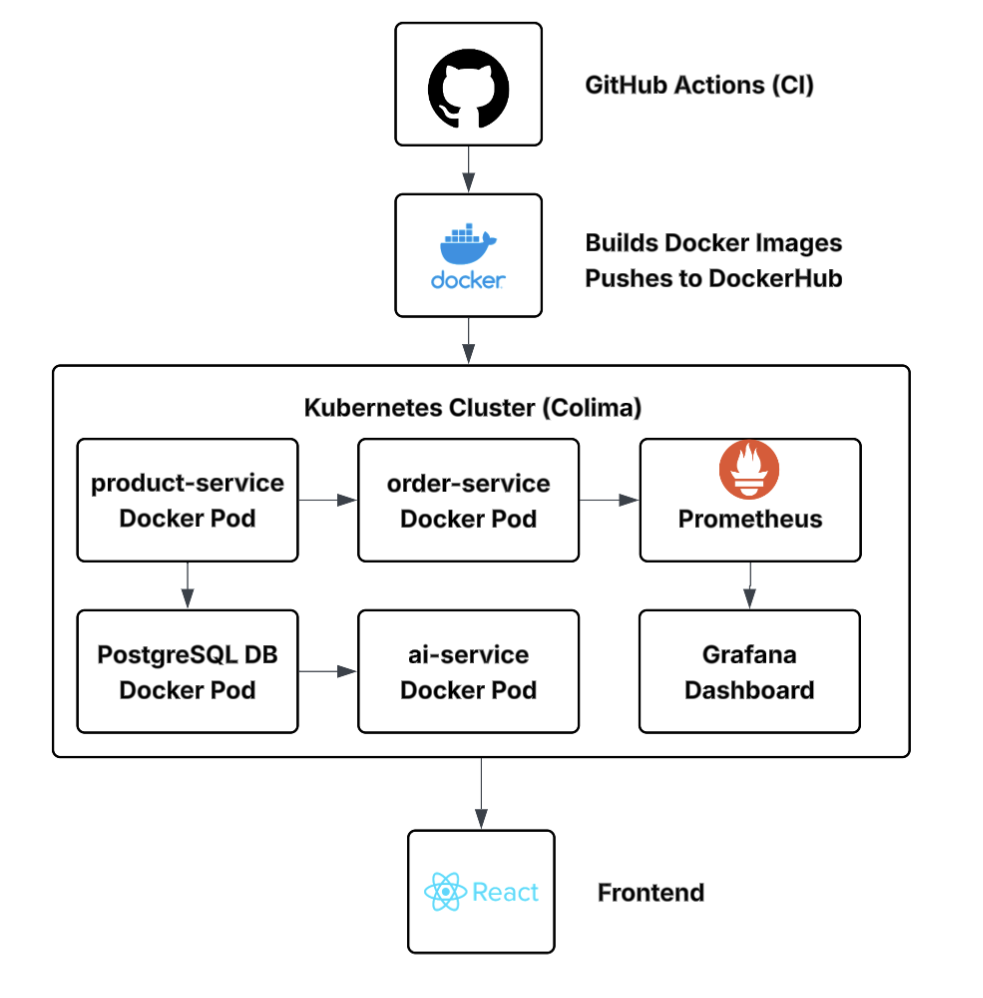 GitHub Actions (CI)
docker
Builds Docker Images
Pushes to DockerHub
Kubernetes Cluster (Colima)
product-service
Docker Pod
order-service
Docker Pod
Prometheus
PostgreSQL DB
Docker Pod
ai-service
Docker Pod
Grafana
Dashboard
React
Frontend